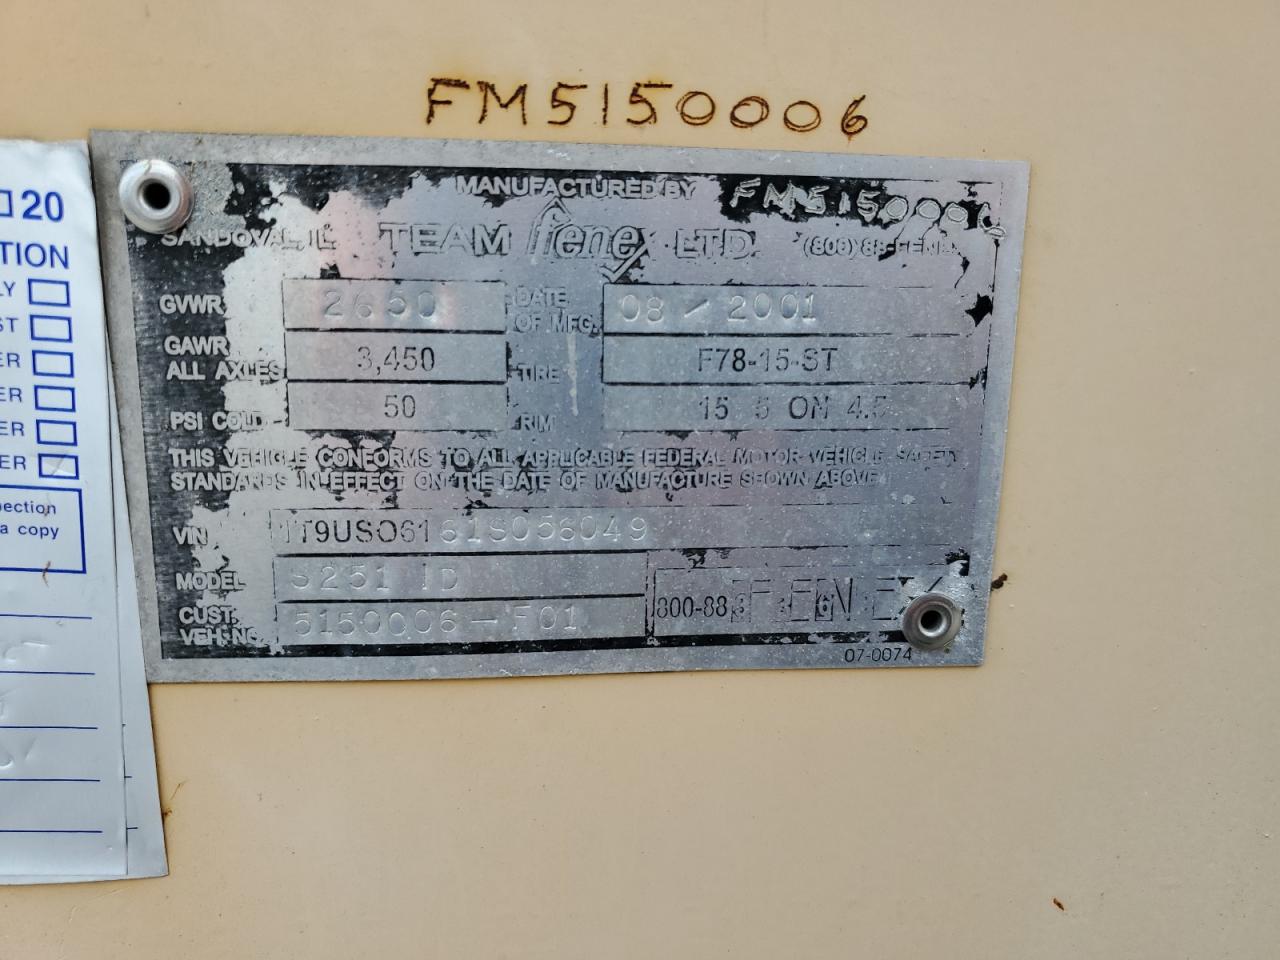 FM5150006
MANUFACTURED BY
FM5150006
SANDOVAL, IL TEAM fenex LTD. (800)88-FENEX
GVWR 2650 DATE OF MFG. 08/2001
GAWR ALL AXLES 3,450 TIRE F78-15-ST
PSI COLD 50 RIM 15 5 ON 4.5
THIS VEHICLE CONFORMS TO ALL APPLICABLE FEDERAL MOTOR VEHICLE SAFETY
STANDARDS IN EFFECT ON THE DATE OF MANUFACTURE SHOWN ABOVE
VIN 1T9US06161S056049
MODEL S251 ID
CUST. VEH. NO. 5150006-F01
800-88 FENEX
07-0074
20
TION
LY
ST
ER
ER
ER
ER
pection
a copy